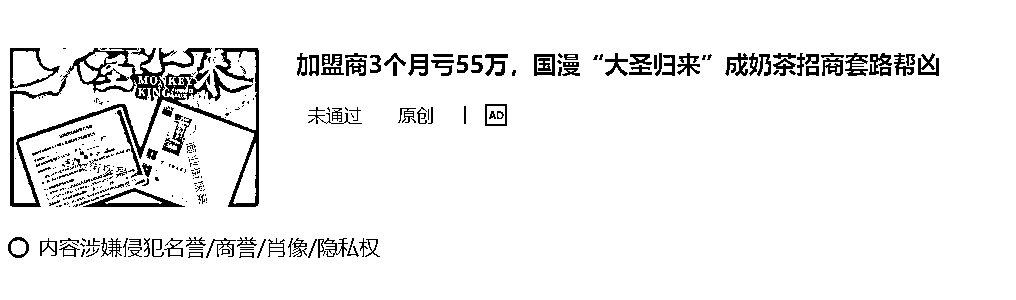 MONKEY
KING
加盟商3个月亏55万，国漫“大圣归来”成奶茶招商套路帮凶
未通过 原创 | AD
内容涉嫌侵犯名誉/商誉/肖像/隐私权